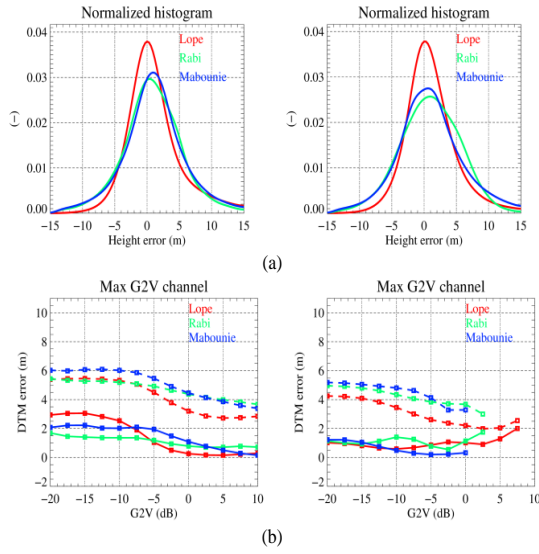 (a)
Normalized histogram
Normalized histogram
0.04
0.03
0.02
0.01
0.00
(−)
Lope
Rabi
Mabounie
−15 −10 −5 0 5 10 15
Height error (m)
0.04
0.03
0.02
0.01
0.00
(−)
Lope
Rabi
Mabounie
−15 −10 −5 0 5 10 15
Height error (m)
(a)
Max G2V channel
Max G2V channel
10
8
6
4
2
0
−2
DTM error (m)
Lope
Rabi
Mabounie
−20 −15 −10 −5 0 5 10
G2V (dB)
10
8
6
4
2
0
−2
DTM error (m)
Lope
Rabi
Mabounie
−20 −15 −10 −5 0 5 10
G2V (dB)
(b)